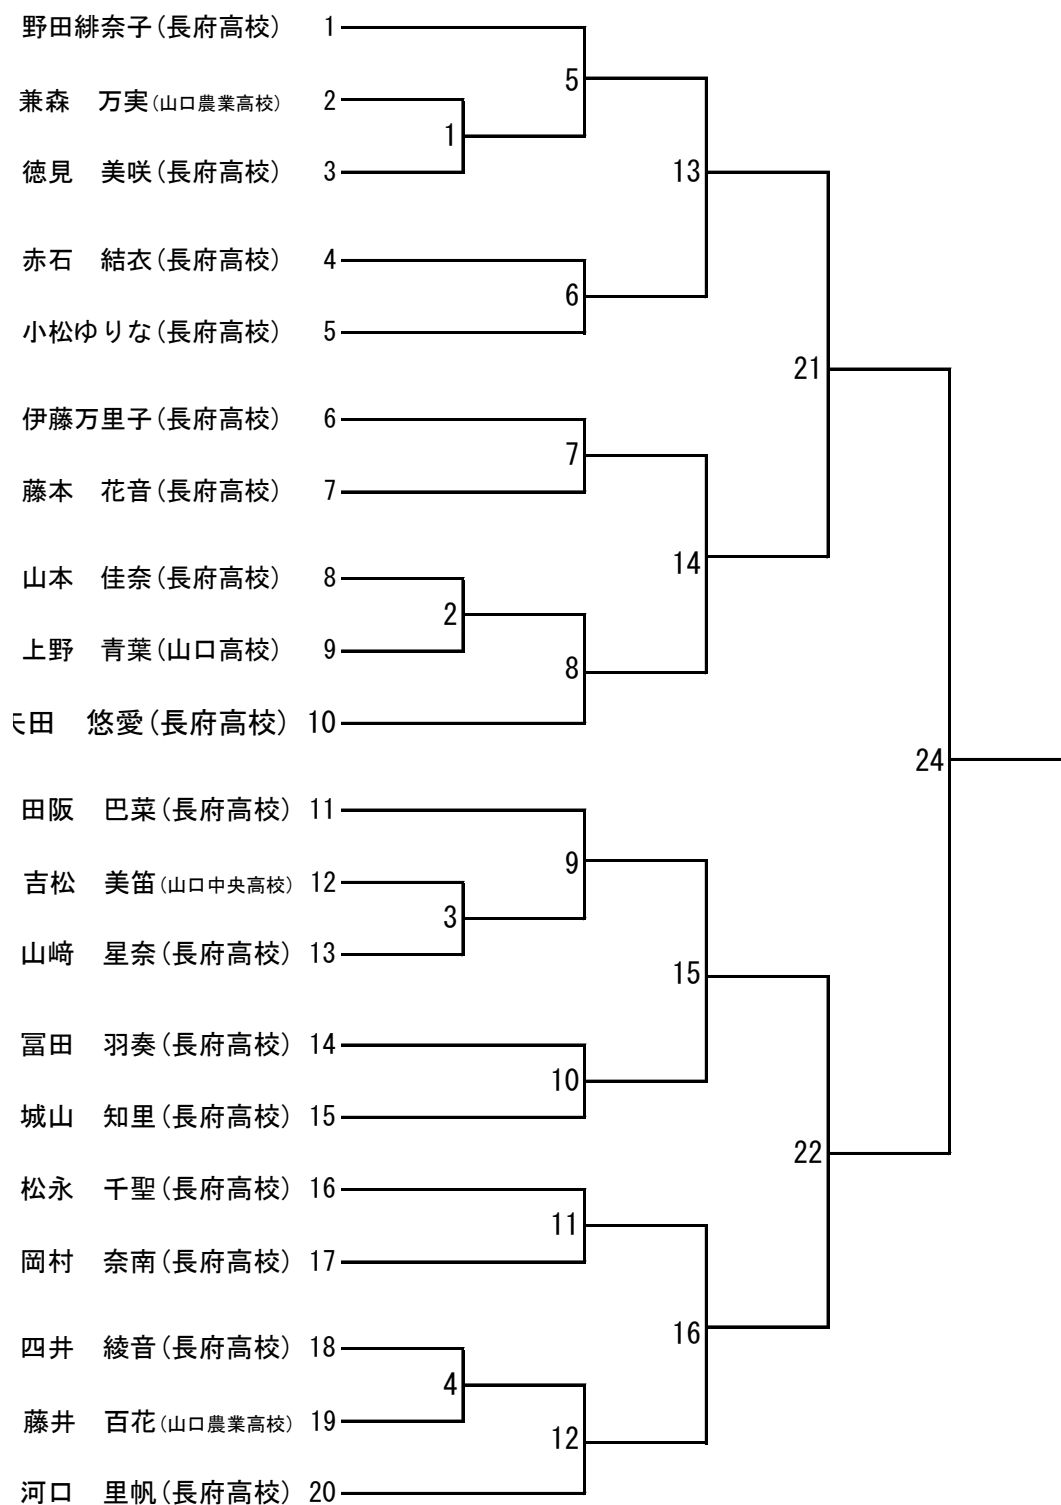 野田緋奈子(長府高校) 1
兼森 万実(山口農業高校) 2
徳見 美咲(長府高校) 3
赤石 結衣(長府高校) 4
小松ゆりな(長府高校) 5
伊藤万里子(長府高校) 6
藤本 花音(長府高校) 7
山本 佳奈(長府高校) 8
上野 青葉(山口高校) 9
田 悠愛(長府高校) 10
田阪 巴菜(長府高校) 11
吉松 美笛(山口中央高校) 12
山﨑 星奈(長府高校) 13
冨田 羽奏(長府高校) 14
城山 知里(長府高校) 15
松永 千聖(長府高校) 16
岡村 奈南(長府高校) 17
四井 綾音(長府高校) 18
藤井 百花(山口農業高校) 19
河口 里帆(長府高校) 20
1
2
3
4
5
6
7
8
9
10
11
12
13
14
15
16
21
22
24